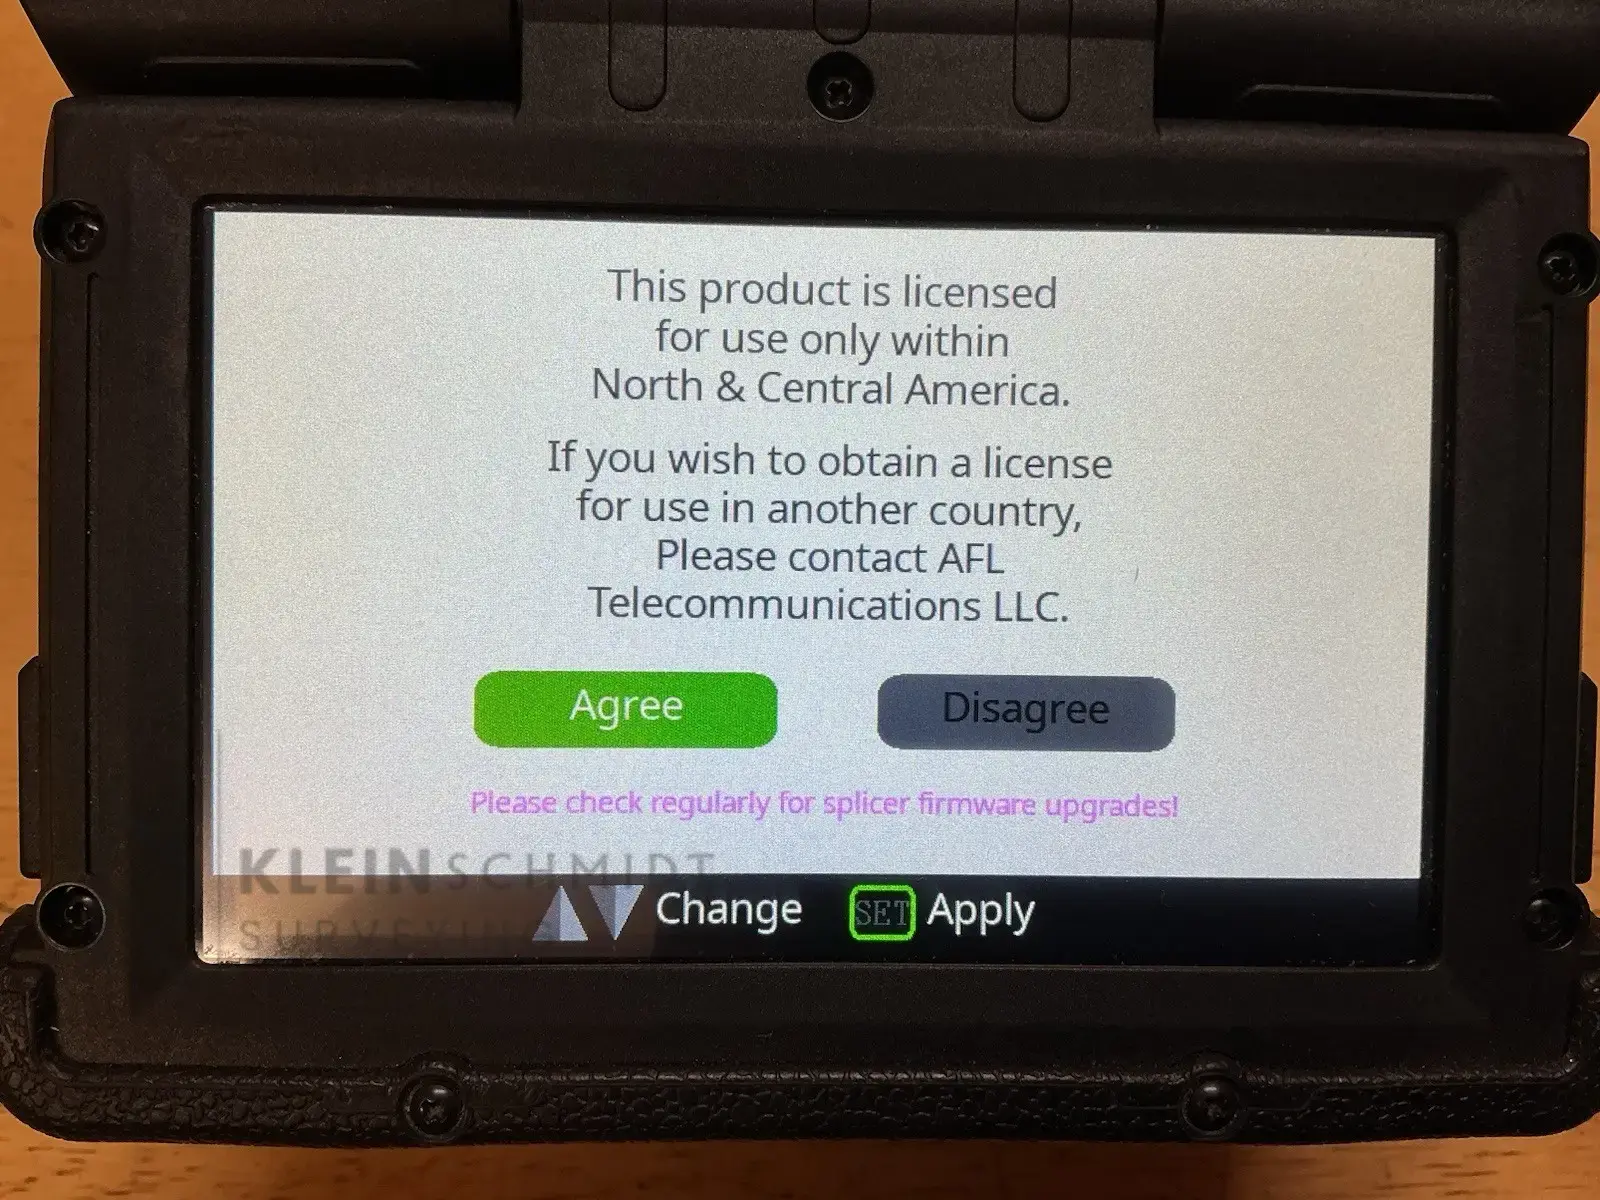 This product is licensed
for use only within
North & Central America.
If you wish to obtain a license
for use in another country,
Please contact AFL
Telecommunications LLC.
Agree
Disagree
Please check regularly for splicer firmware upgrades!
KLEINSCHMIDT
SURVEYING
Change
SET Apply